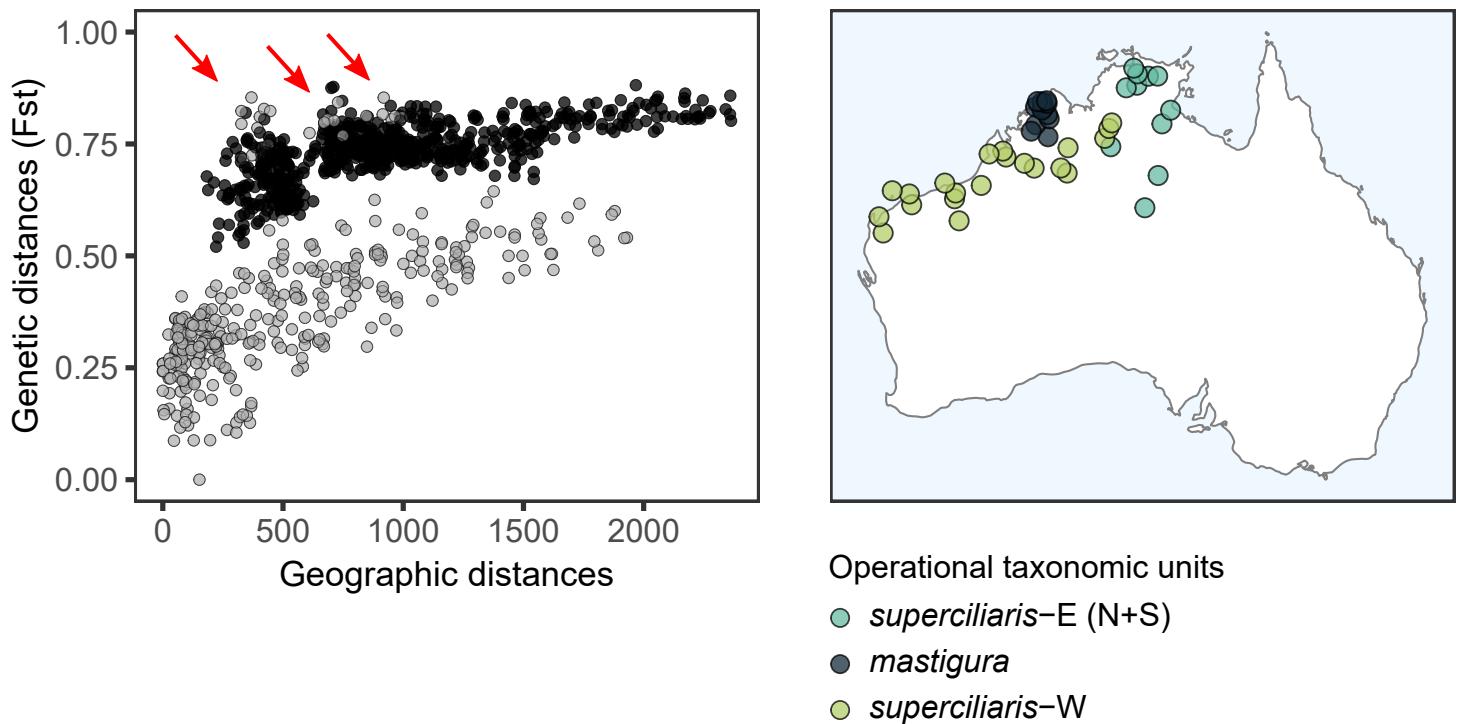 1.00
0.75
0.50
0.25
0.00
Genetic distances (Fst)
0 500 1000 1500 2000
Geographic distances
Operational taxonomic units
superciliaris−E (N+S)
mastigura
superciliaris−W